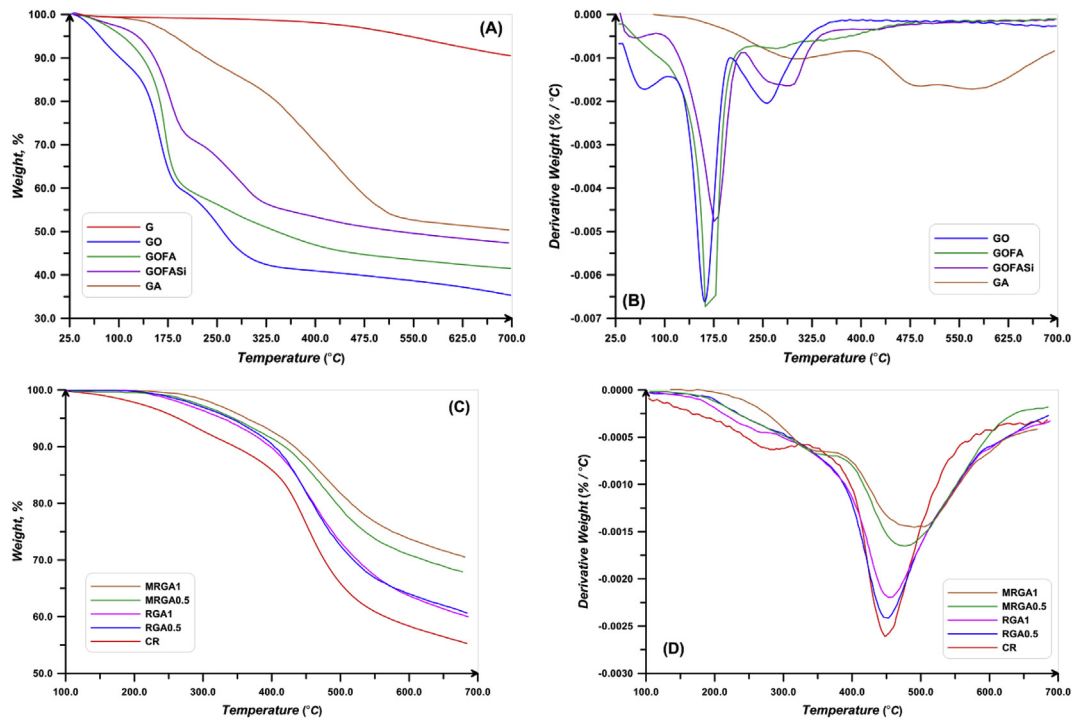 (A)
Weight, %
100.0
90.0
80.0
70.0
60.0
50.0
40.0
30.0
G
GO
GOFA
GOFASi
GA
25.0 100.0 175.0 250.0 325.0 400.0 475.0 550.0 625.0 700.0
Temperature (°C)
(B)
Derivative Weight (% / °C)
0.000
-0.001
-0.002
-0.003
-0.004
-0.005
-0.006
-0.007
GO
GOFA
GOFASi
GA
25.0 100.0 175.0 250.0 325.0 400.0 475.0 550.0 625.0 700.0
Temperature (°C)
(C)
Weight, %
100.0
90.0
80.0
70.0
60.0
50.0
MRGA1
MRGA0.5
RGA1
RGA0.5
CR
100.0 200.0 300.0 400.0 500.0 600.0 700.0
Temperature (°C)
(D)
Derivative Weight (% / °C)
0.0000
-0.0005
-0.0010
-0.0015
-0.0020
-0.0025
-0.0030
MRGA1
MRGA0.5
RGA1
RGA0.5
CR
100.0 200.0 300.0 400.0 500.0 600.0 700.0
Temperature (°C)